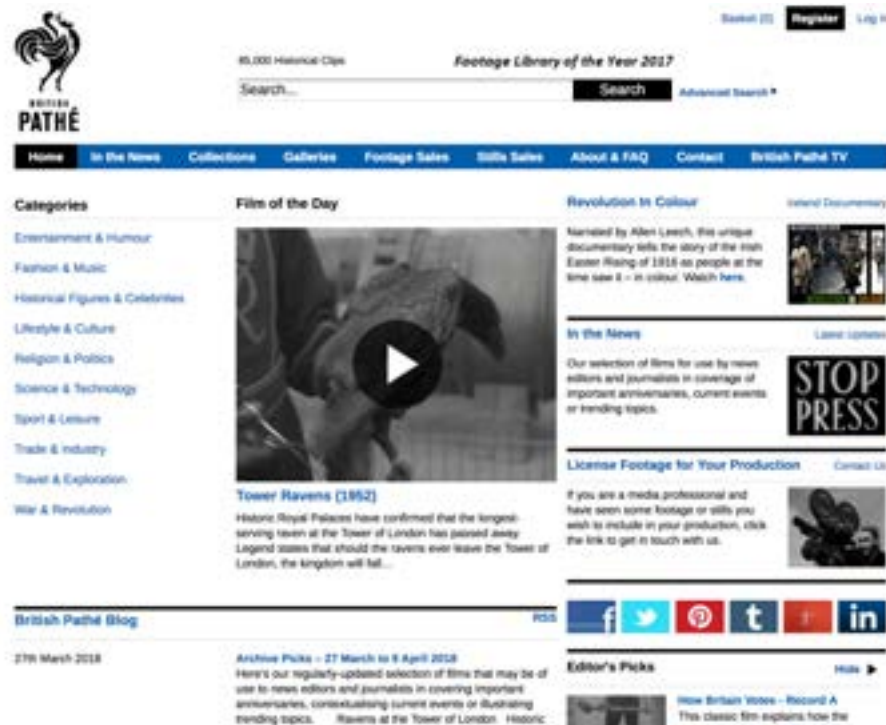 Basket (0) Register Log in
BRITISH
PATHÉ
85,000 Historical Clips
Footage Library of the Year 2017
Search...
Search
Advanced Search
Home In the News Collections Galleries Footage Sales Stills Sales About & FAQ Contact British Pathé TV
Categories
Entertainment & Humour
Fashion & Music
Historical Figures & Celebrities
Lifestyle & Culture
Religion & Politics
Science & Technology
Sport & Leisure
Trade & Industry
Travel & Exploration
War & Revolution
Film of the Day
Tower Ravens (1952)
Historic Royal Palaces have confirmed that the longest-
serving raven at the Tower of London has passed away.
Legend states that should the ravens ever leave the Tower of
London, the kingdom will fall...
Revolution In Colour
Ireland Documentary
Narrated by Allen Leech, this unique
documentary tells the story of the Irish
Easter Rising of 1916 as people at the
time saw it – in colour. Watch here.
In the News
Latest Updates
Our selection of films for use by news
editors and journalists in coverage of
important anniversaries, current events
or trending topics.
STOP
PRESS
License Footage for Your Production
Contact Us
If you are a media professional and
have seen some footage or stills you
wish to include in your production, click
the link to get in touch with us.
f t in
British Pathé Blog
RSS
27th March 2018
Archive Picks – 27 March to 9 April 2018
Here's our regularly-updated selection of films that may be of
use to news editors and journalists in covering important
anniversaries, contextualising current events or illustrating
trending topics. Ravens at the Tower of London Historic
Editor's Picks
Hide
How Britain Votes - Record A
This classic film explains how the